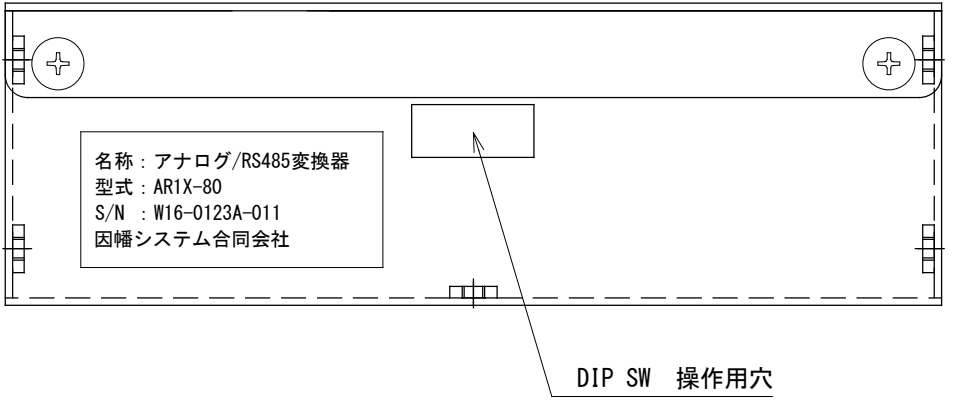 名称：アナログ/RS485変換器
型式：AR1X-80
S/N ：W16-0123A-011
因幡システム合同会社
DIP SW　操作用穴